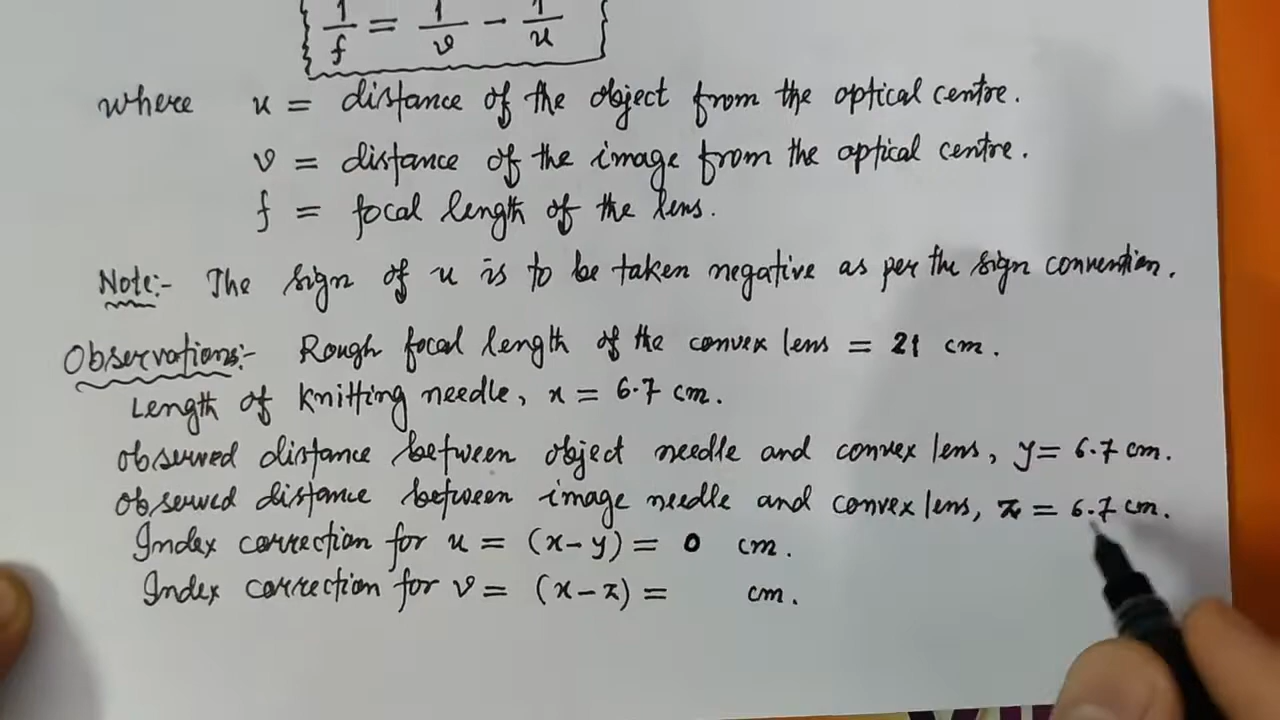 1/f = 1/v - 1/u
where u = distance of the object from the optical centre.
v = distance of the image from the optical centre.
f = focal length of the lens.
Note:- The sign of u is to be taken negative as per the sign convention.
Observations:- Rough focal length of the convex lens = 21 cm.
Length of knitting needle, x = 6.7 cm.
observed distance between object needle and convex lens, y = 6.7 cm.
observed distance between image needle and convex lens, z = 6.7 cm.
Index correction for u = (x-y) = 0 cm.
Index correction for v = (x-z) = cm.